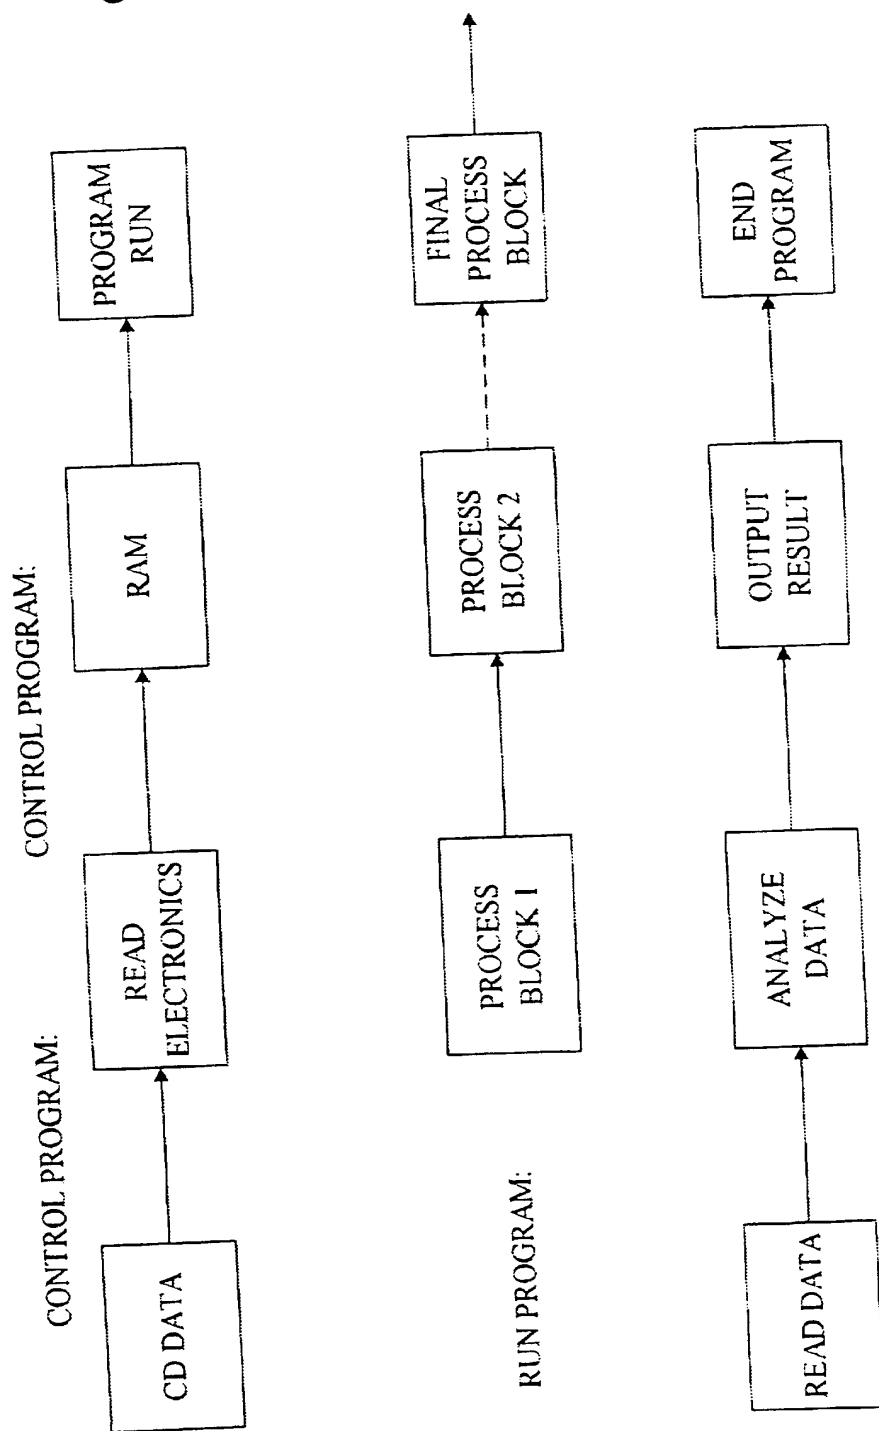 CONTROL PROGRAM:
CONTROL PROGRAM:
CD DATA
READ
ELECTRONICS
RAM
PROGRAM
RUN
RUN PROGRAM:
PROCESS
BLOCK 1
PROCESS
BLOCK 2
FINAL
PROCESS
BLOCK
READ DATA
ANALYZE
DATA
OUTPUT
RESULT
END
PROGRAM